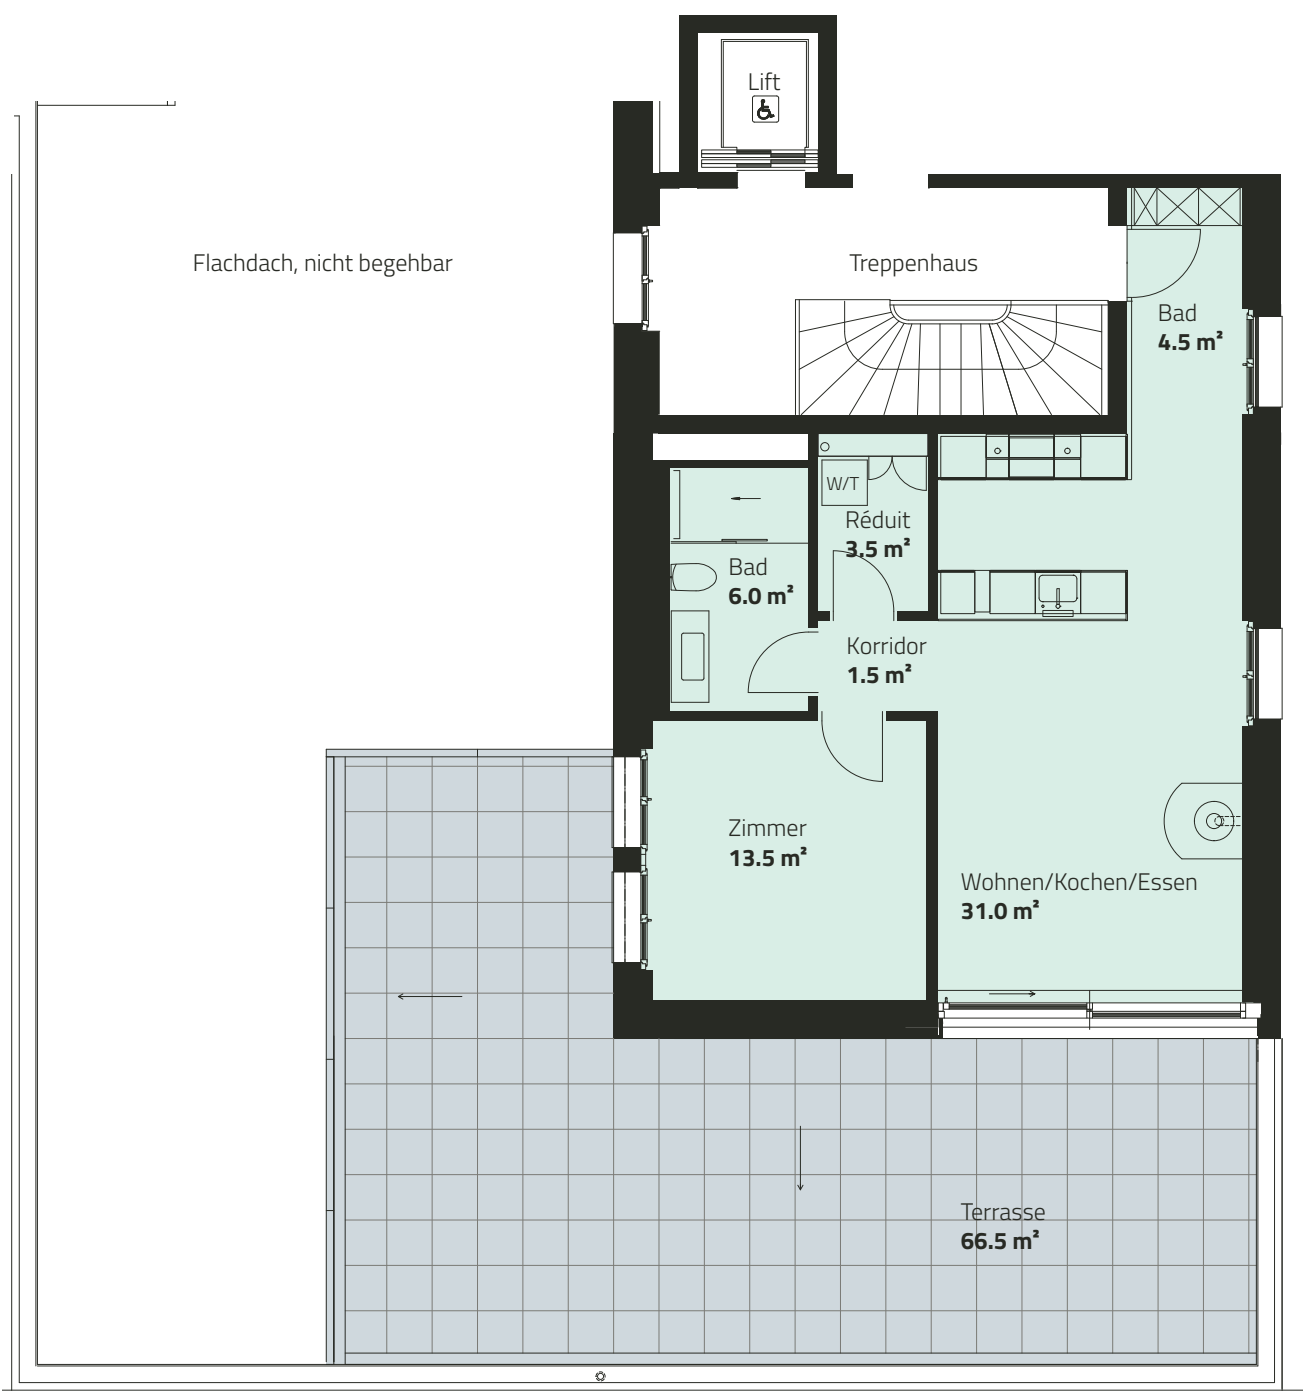 Lift
Flachdach, nicht begehbar
Treppenhaus
Bad
4.5 m²
W/T
Réduit
3.5 m²
Bad
6.0 m²
Korridor
1.5 m²
Zimmer
13.5 m²
Wohnen/Kochen/Essen
31.0 m²
Terrasse
66.5 m²